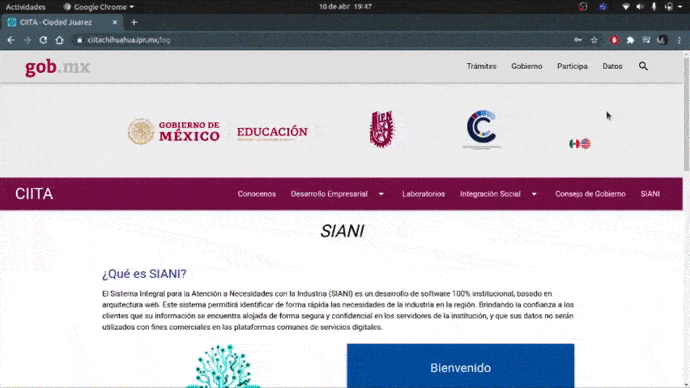 Actividades
Google Chrome
10 de abr 19:47
CIITA - Ciudad Juarez
ciitachihuahua.ipn.mx/faq
gob.mx
Trámites
Gobierno
Participa
Datos
GOBIERNO DE
MÉXICO
EDUCACIÓN
CIITA
Conocenos
Desarrollo Empresarial
Laboratorios
Integración Social
Consejo de Gobierno
SIANI
SIANI
¿Qué es SIANI?
El Sistema Integral para la Atención a Necesidades con la Industria (SIANI) es un desarrollo de software 100% institucional, basado en
arquitectura web. Este sistema permitirá identificar de forma rápida las necesidades de la industria en la región. Brindando la confianza a los
clientes que su información se encuentra alojada de forma segura y confidencial en los servidores de la institución, y que sus datos no serán
utilizados con fines comerciales en las plataformas comunes de servicios digitales.
Bienvenido